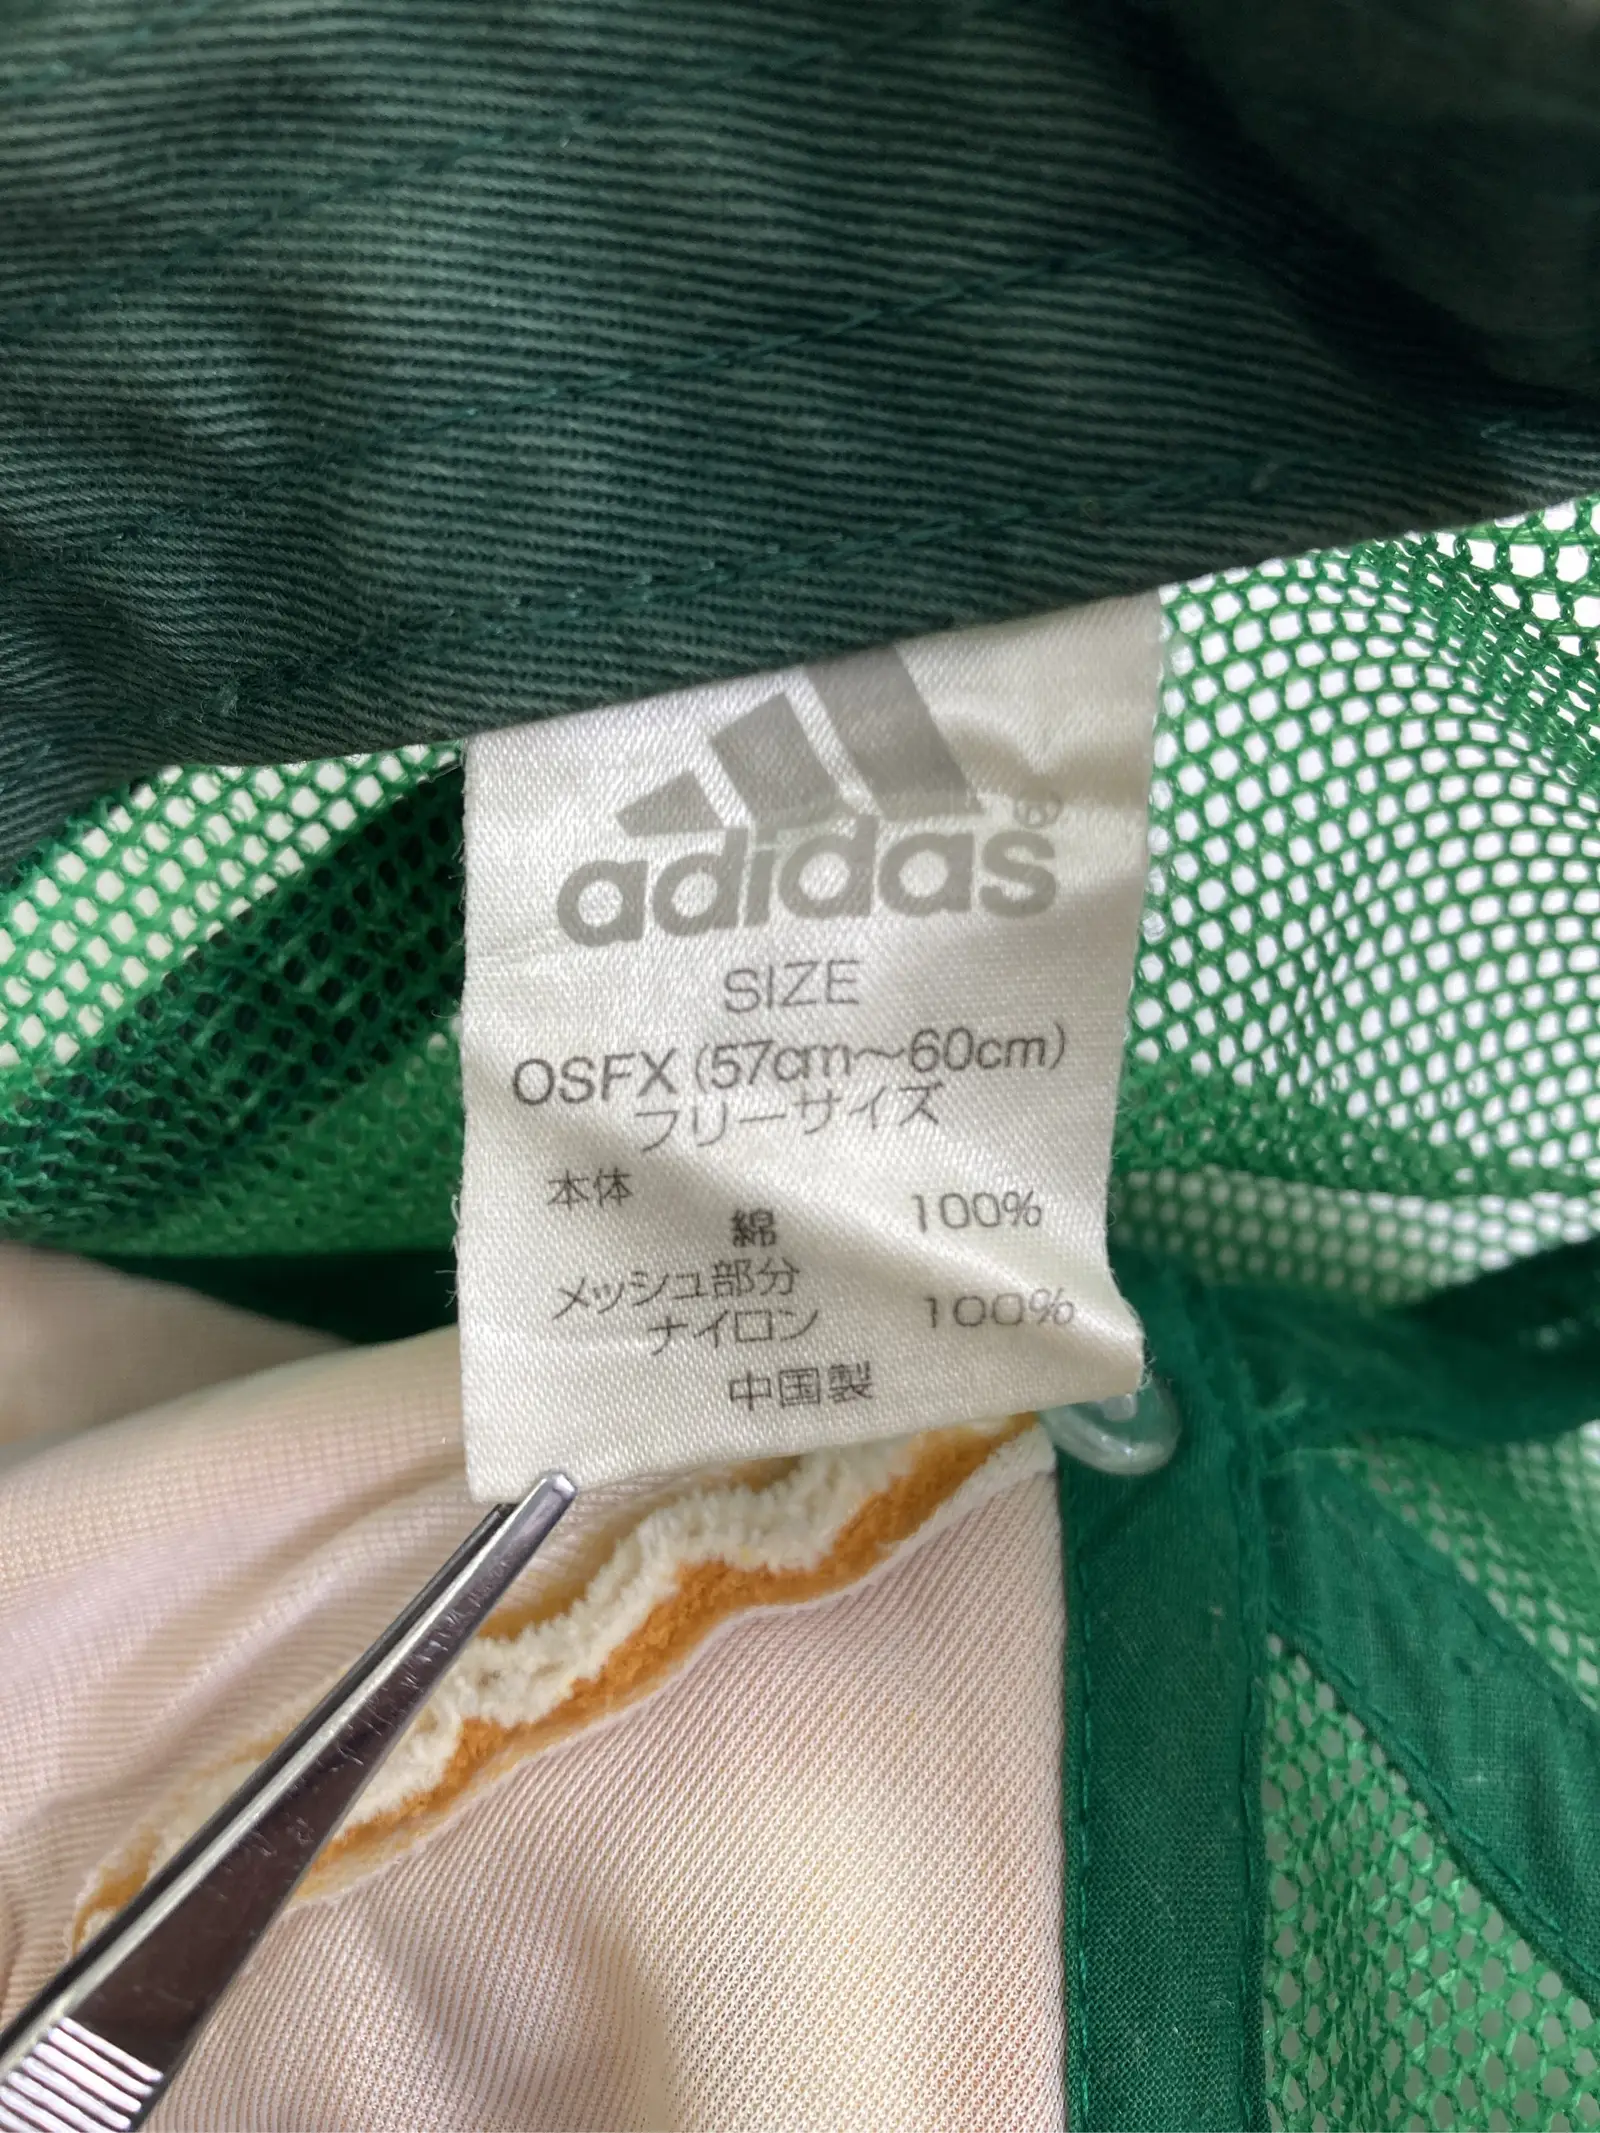 adidas®
SIZE
OSFX (57cm～60cm)
フリーサイズ
本体
綿 100%
メッシュ部分
ナイロン 100%
中国製